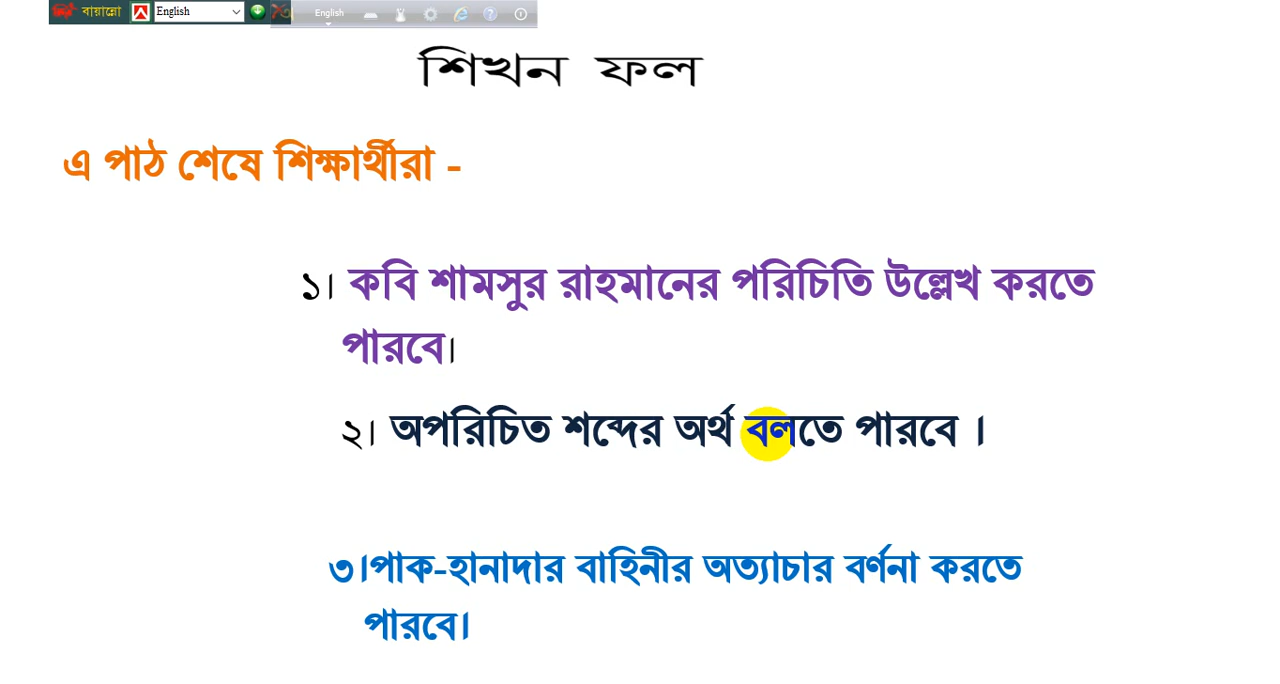 বায়ান্নো English English
শিখন ফল
এ পাঠ শেষে শিক্ষার্থীরা -
১। কবি শামসুর রাহমানের পরিচিতি উল্লেখ করতে
পারবে।
২। অপরিচিত শব্দের অর্থ বলতে পারবে ।
৩।পাক-হানাদার বাহিনীর অত্যাচার বর্ণনা করতে
পারবে।